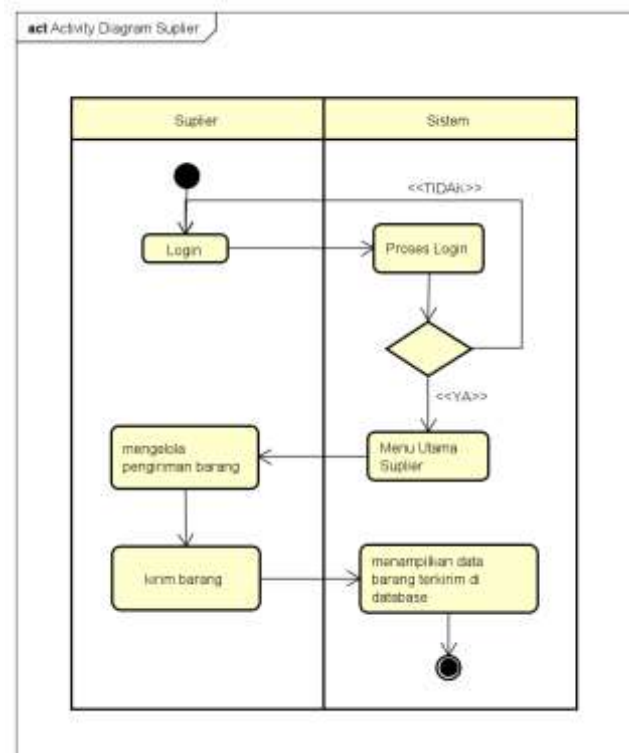 act Activity Diagram Suplier
Suplier
Sistem
<<TIDAK>>
Login
Proses Login
<<YA>>
mengelola
pengiriman barang
Menu Utama
Suplier
kirim barang
menampilkan data
barang terkirim di
database